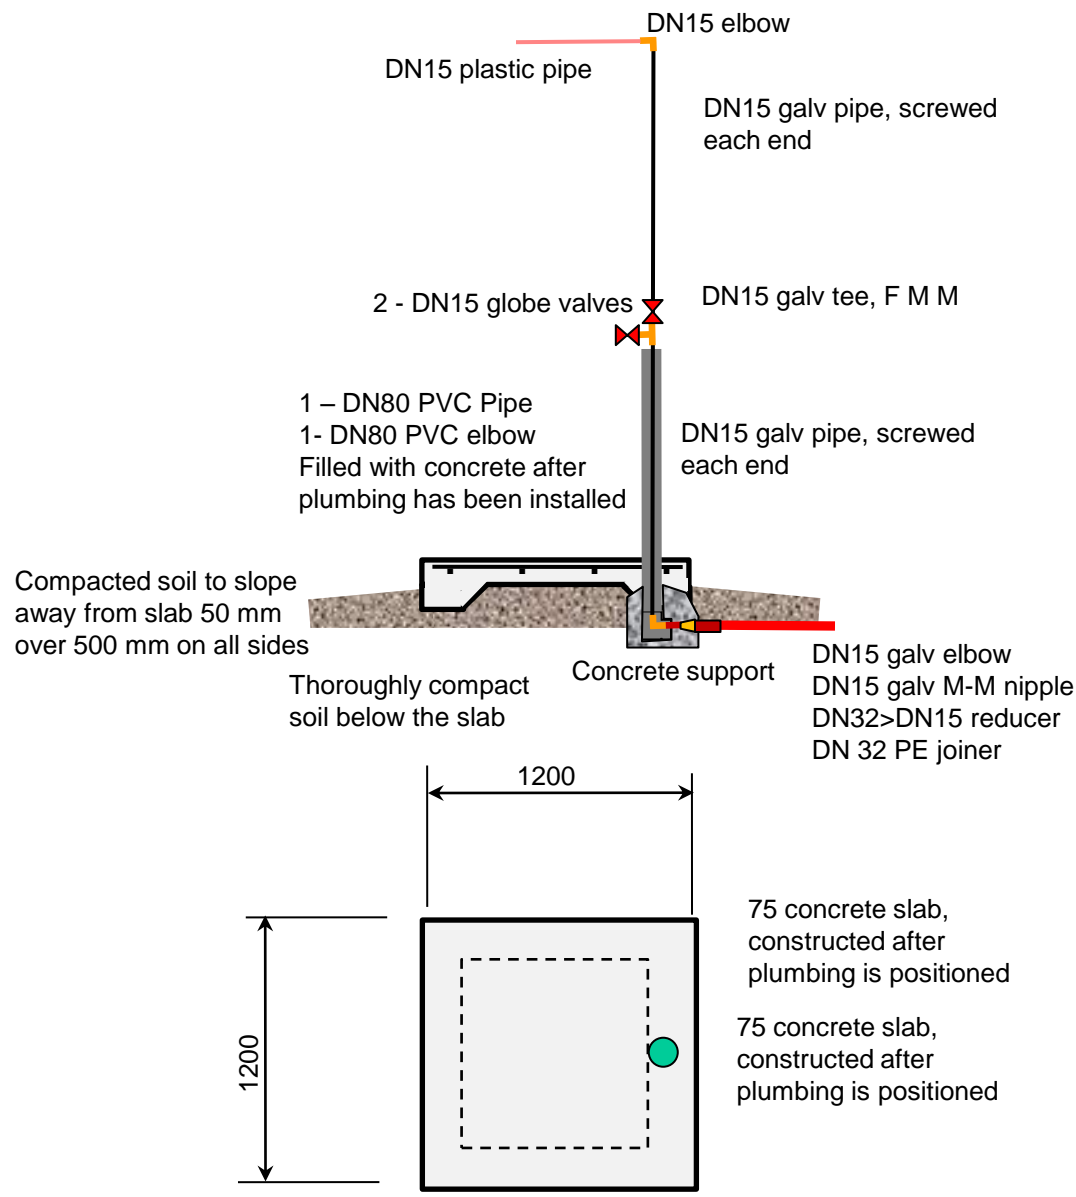 DN15 elbow
DN15 plastic pipe
DN15 galv pipe, screwed
each end
2 - DN15 globe valves
DN15 galv tee, F M M
1 – DN80 PVC Pipe
1- DN80 PVC elbow
Filled with concrete after
plumbing has been installed
DN15 galv pipe, screwed
each end
Compacted soil to slope
away from slab 50 mm
over 500 mm on all sides
Thoroughly compact
soil below the slab
Concrete support
DN15 galv elbow
DN15 galv M-M nipple
DN32>DN15 reducer
DN 32 PE joiner
1200
1200
75 concrete slab,
constructed after
plumbing is positioned
75 concrete slab,
constructed after
plumbing is positioned